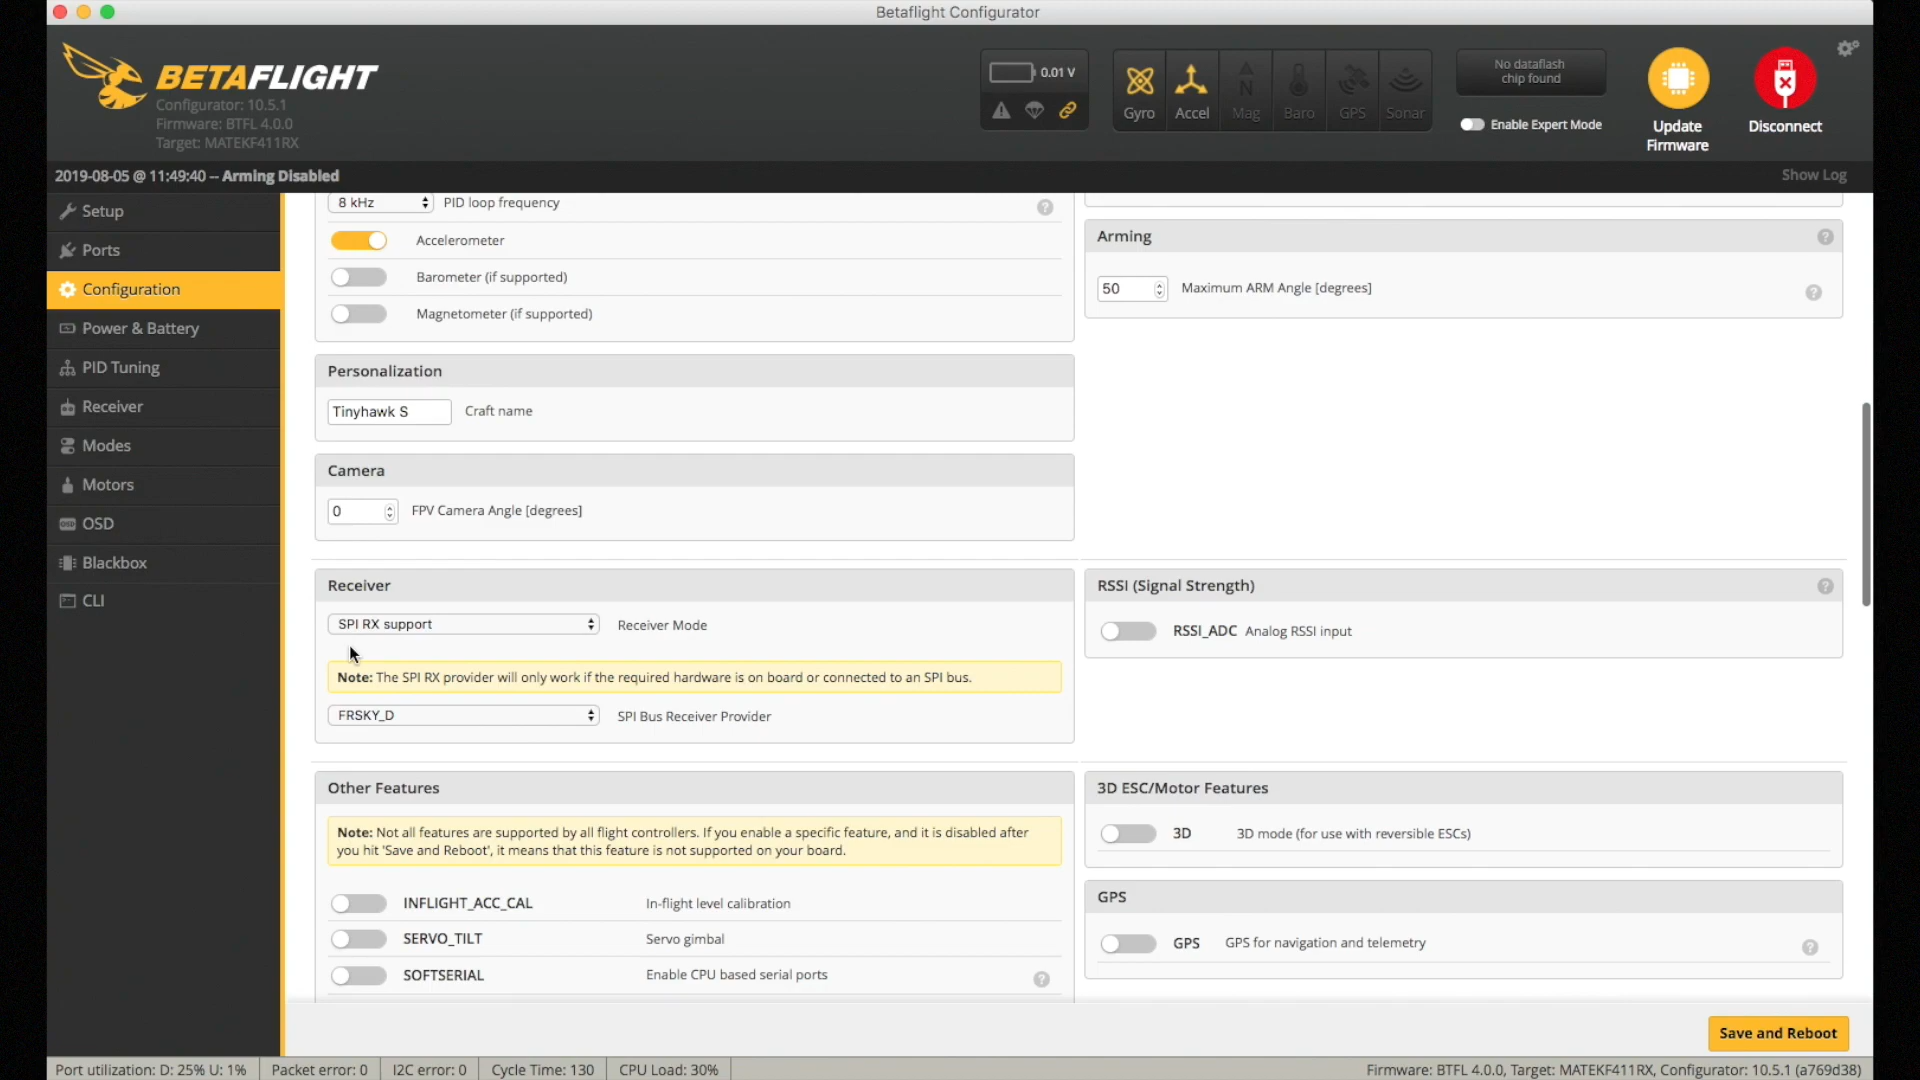 Betaflight Configurator
BETAFLIGHT
Configurator: 10.5.1
Firmware: BTFL 4.0.0
Target: MATEKF411RX
0.01 V
Gyro
Accel
Mag
Baro
GPS
Sonar
No dataflash
chip found
Enable Expert Mode
Update
Firmware
Disconnect
2019-08-05 @ 11:49:40 -- Arming Disabled
Show Log
Setup
Ports
Configuration
Power & Battery
PID Tuning
Receiver
Modes
Motors
OSD
Blackbox
CLI
8 kHz PID loop frequency
Accelerometer
Barometer (if supported)
Magnetometer (if supported)
Arming
50 Maximum ARM Angle [degrees]
Personalization
Tinyhawk S Craft name
Camera
0 FPV Camera Angle [degrees]
Receiver
SPI RX support Receiver Mode
Note: The SPI RX provider will only work if the required hardware is on board or connected to an SPI bus.
FRSKY_D SPI Bus Receiver Provider
RSSI (Signal Strength)
RSSI_ADC Analog RSSI input
Other Features
Note: Not all features are supported by all flight controllers. If you enable a specific feature, and it is disabled after
you hit 'Save and Reboot', it means that this feature is not supported on your board.
INFLIGHT_ACC_CAL In-flight level calibration
SERVO_TILT Servo gimbal
SOFTSERIAL Enable CPU based serial ports
3D ESC/Motor Features
3D 3D mode (for use with reversible ESCs)
GPS
GPS GPS for navigation and telemetry
Save and Reboot
Port utilization: D: 25% U: 1%
Packet error: 0
I2C error: 0
Cycle Time: 130
CPU Load: 30%
Firmware: BTFL 4.0.0, Target: MATEKF411RX, Configurator: 10.5.1 (a769d38)